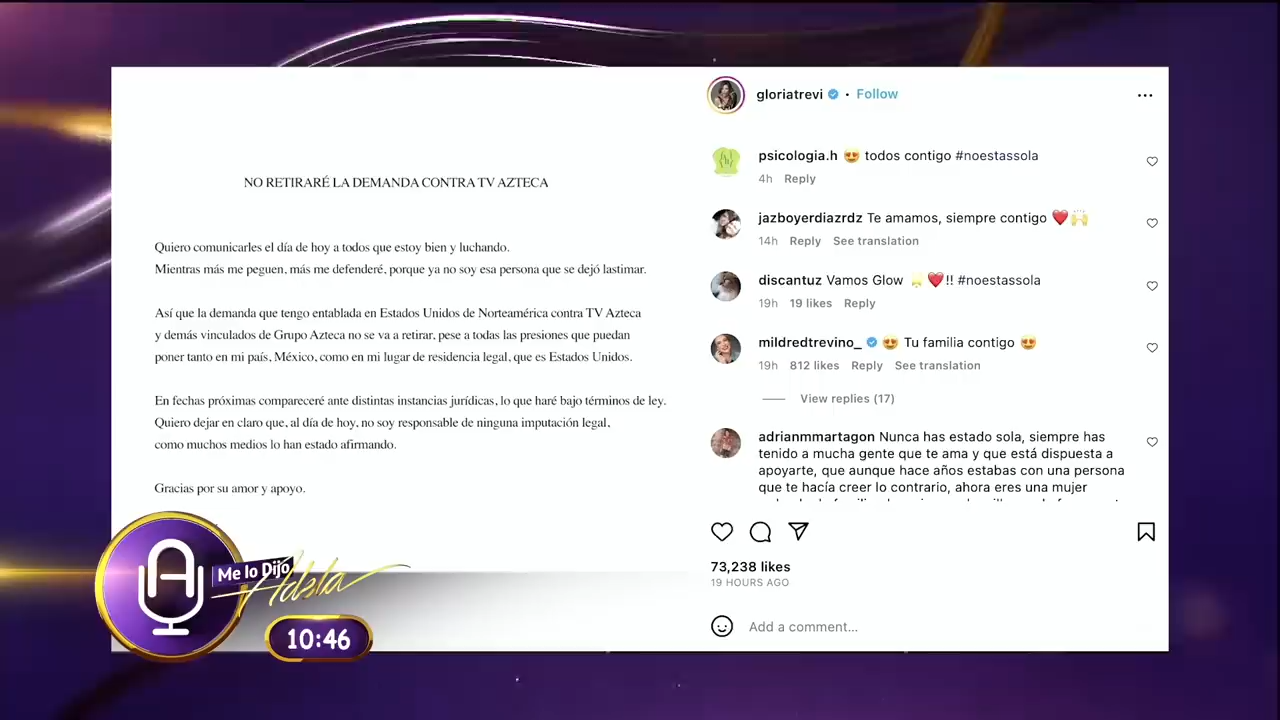 NO RETIRARÉ LA DEMANDA CONTRA TV AZTECA
Quiero comunicarles el día de hoy a todos que estoy bien y luchando.
Mientras más me peguen, más me defenderé, porque ya no soy esa persona que se dejó lastimar.
Así que la demanda que tengo entablada en Estados Unidos de Norteamérica contra TV Azteca
y demás vinculados de Grupo Azteca no se va a retirar, pese a todas las presiones que puedan
poner tanto en mi país, México, como en mi lugar de residencia legal, que es Estados Unidos.
En fechas próximas compareceré ante distintas instancias jurídicas, lo que haré bajo términos de ley.
Quiero dejar en claro que, al día de hoy, no soy responsable de ninguna imputación legal,
como muchos medios lo han estado afirmando.
Gracias por su amor y apoyo.
gloriatrevi • Follow
psicologia.h 😍 todos contigo #noestassola
4h Reply
jazboyerdiazrdz Te amamos, siempre contigo ❤️🙌
14h Reply See translation
discantuz Vamos Glow ❤️!! #noestassola
19h 19 likes Reply
mildredtrevino_ 😍 Tu familia contigo 😍
19h 812 likes Reply See translation
View replies (17)
adrianmmartagon Nunca has estado sola, siempre has
tenido a mucha gente que te ama y que está dispuesta a
apoyarte, que aunque hace años estabas con una persona
que te hacía creer lo contrario, ahora eres una mujer
73,238 likes
19 HOURS AGO
Add a comment...
Me lo Dijo
Adela
10:46